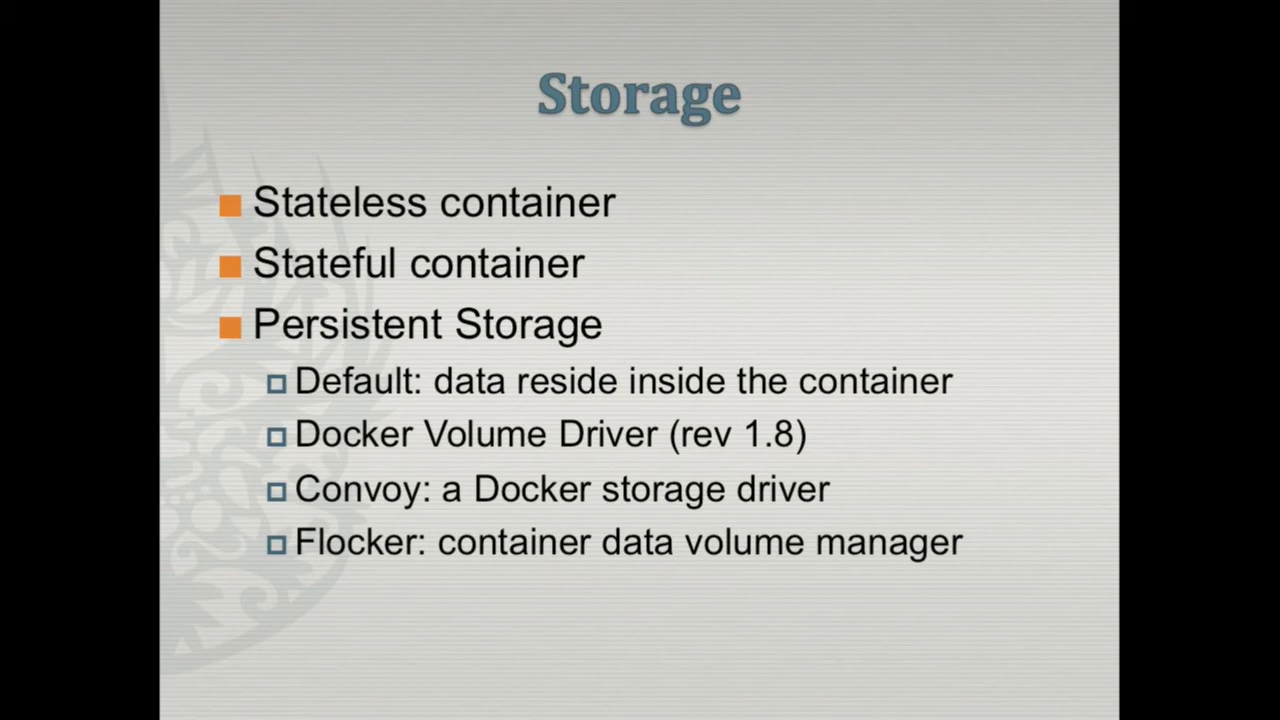 Storage
Stateless container
Stateful container
Persistent Storage
Default: data reside inside the container
Docker Volume Driver (rev 1.8)
Convoy: a Docker storage driver
Flocker: container data volume manager